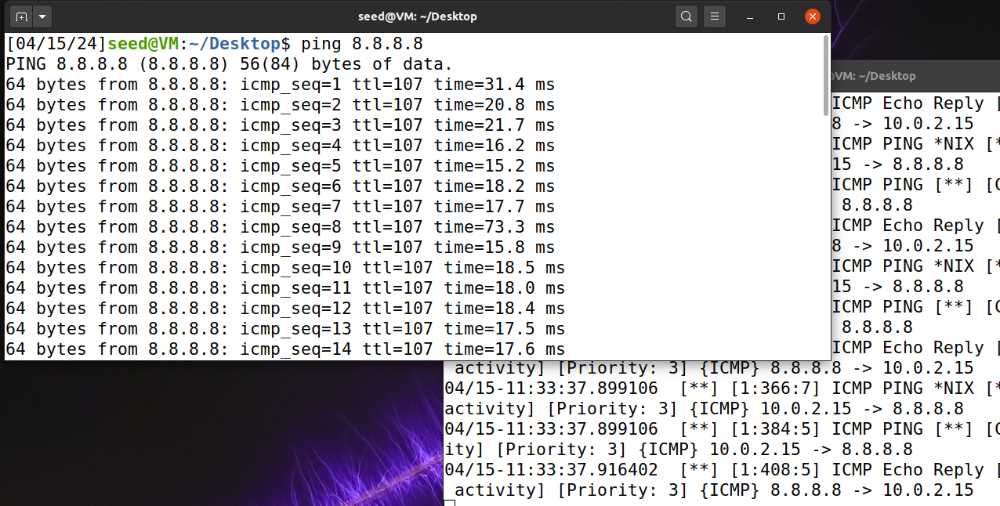 seed@VM: ~/Desktop
[04/15/24]seed@VM:~/Desktop$ ping 8.8.8.8
PING 8.8.8.8 (8.8.8.8) 56(84) bytes of data.
64 bytes from 8.8.8.8: icmp_seq=1 ttl=107 time=31.4 ms
64 bytes from 8.8.8.8: icmp_seq=2 ttl=107 time=20.8 ms
64 bytes from 8.8.8.8: icmp_seq=3 ttl=107 time=21.7 ms
64 bytes from 8.8.8.8: icmp_seq=4 ttl=107 time=16.2 ms
64 bytes from 8.8.8.8: icmp_seq=5 ttl=107 time=15.2 ms
64 bytes from 8.8.8.8: icmp_seq=6 ttl=107 time=18.2 ms
64 bytes from 8.8.8.8: icmp_seq=7 ttl=107 time=17.7 ms
64 bytes from 8.8.8.8: icmp_seq=8 ttl=107 time=73.3 ms
64 bytes from 8.8.8.8: icmp_seq=9 ttl=107 time=15.8 ms
64 bytes from 8.8.8.8: icmp_seq=10 ttl=107 time=18.5 ms
64 bytes from 8.8.8.8: icmp_seq=11 ttl=107 time=18.0 ms
64 bytes from 8.8.8.8: icmp_seq=12 ttl=107 time=18.4 ms
64 bytes from 8.8.8.8: icmp_seq=13 ttl=107 time=17.5 ms
64 bytes from 8.8.8.8: icmp_seq=14 ttl=107 time=17.6 ms
VM: ~/Desktop
ICMP Echo Reply [
8 -> 10.0.2.15
ICMP PING *NIX [*
15 -> 8.8.8.8
ICMP PING [**] [
8.8.8.8
ICMP Echo Reply [
8 -> 10.0.2.15
ICMP PING *NIX [*
15 -> 8.8.8.8
ICMP PING [**] [
8.8.8.8
ICMP Echo Reply [
activity] [Priority: 3] {ICMP} 8.8.8.8 -> 10.0.2.15
04/15-11:33:37.899106  [**] [1:366:7] ICMP PING *NIX [*
activity] [Priority: 3] {ICMP} 10.0.2.15 -> 8.8.8.8
04/15-11:33:37.899106  [**] [1:384:5] ICMP PING [**] [
ity] [Priority: 3] {ICMP} 10.0.2.15 -> 8.8.8.8
04/15-11:33:37.916402  [**] [1:408:5] ICMP Echo Reply [
activity] [Priority: 3] {ICMP} 8.8.8.8 -> 10.0.2.15